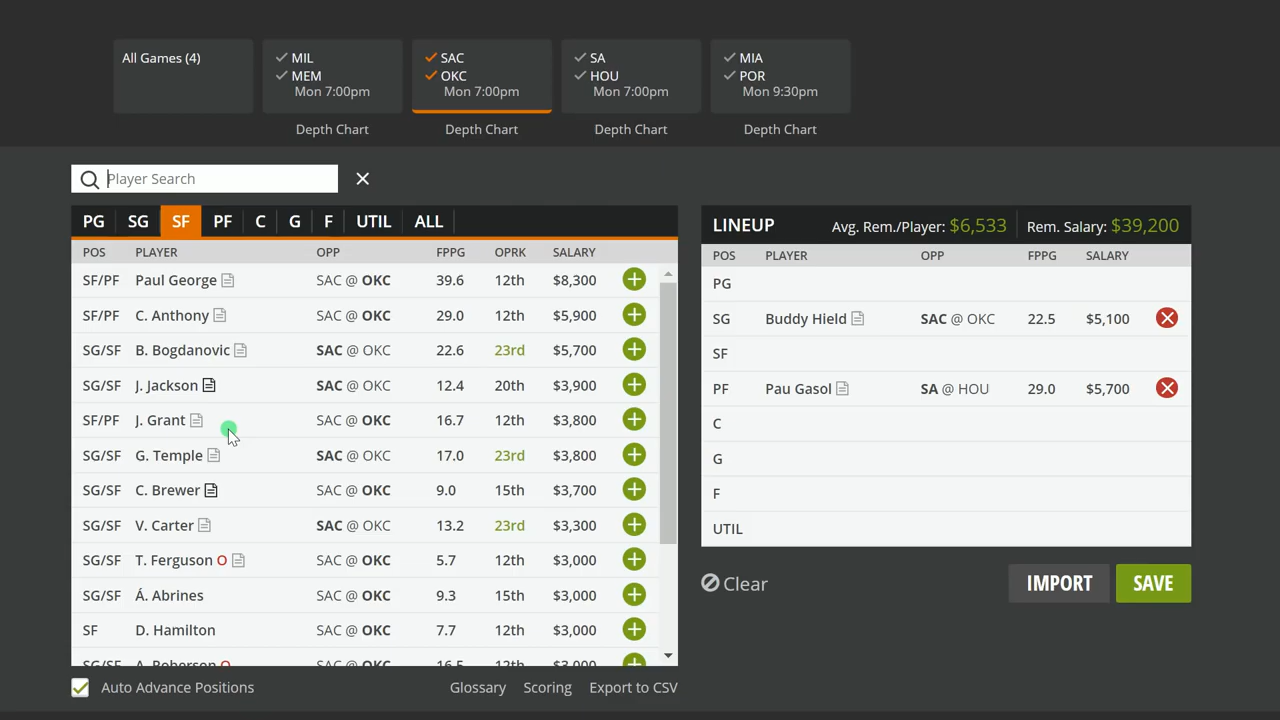 All Games (4)
MIL
MEM
Mon 7:00pm
SAC
OKC
Mon 7:00pm
SA
HOU
Mon 7:00pm
MIA
POR
Mon 9:30pm
Depth Chart
Depth Chart
Depth Chart
Depth Chart
Player Search
PG SG SF PF C G F UTIL ALL
POS PLAYER OPP FPPG OPRK SALARY
SF/PF Paul George SAC @ OKC 39.6 12th $8,300
SF/PF C. Anthony SAC @ OKC 29.0 12th $5,900
SG/SF B. Bogdanovic SAC @ OKC 22.6 23rd $5,700
SG/SF J. Jackson SAC @ OKC 12.4 20th $3,900
SF/PF J. Grant SAC @ OKC 16.7 12th $3,800
SG/SF G. Temple SAC @ OKC 17.0 23rd $3,800
SG/SF C. Brewer SAC @ OKC 9.0 15th $3,700
SG/SF V. Carter SAC @ OKC 13.2 23rd $3,300
SG/SF T. Ferguson O SAC @ OKC 5.7 12th $3,000
SG/SF Á. Abrines SAC @ OKC 9.3 15th $3,000
SF D. Hamilton SAC @ OKC 7.7 12th $3,000
SG/SF A. Roberson O SAC @ OKC 16.5 12th $3,000
Auto Advance Positions
Glossary Scoring Export to CSV
LINEUP Avg. Rem./Player: $6,533 Rem. Salary: $39,200
POS PLAYER OPP FPPG SALARY
PG
SG Buddy Hield SAC @ OKC 22.5 $5,100
SF
PF Pau Gasol SA @ HOU 29.0 $5,700
C
G
F
UTIL
Clear
IMPORT
SAVE